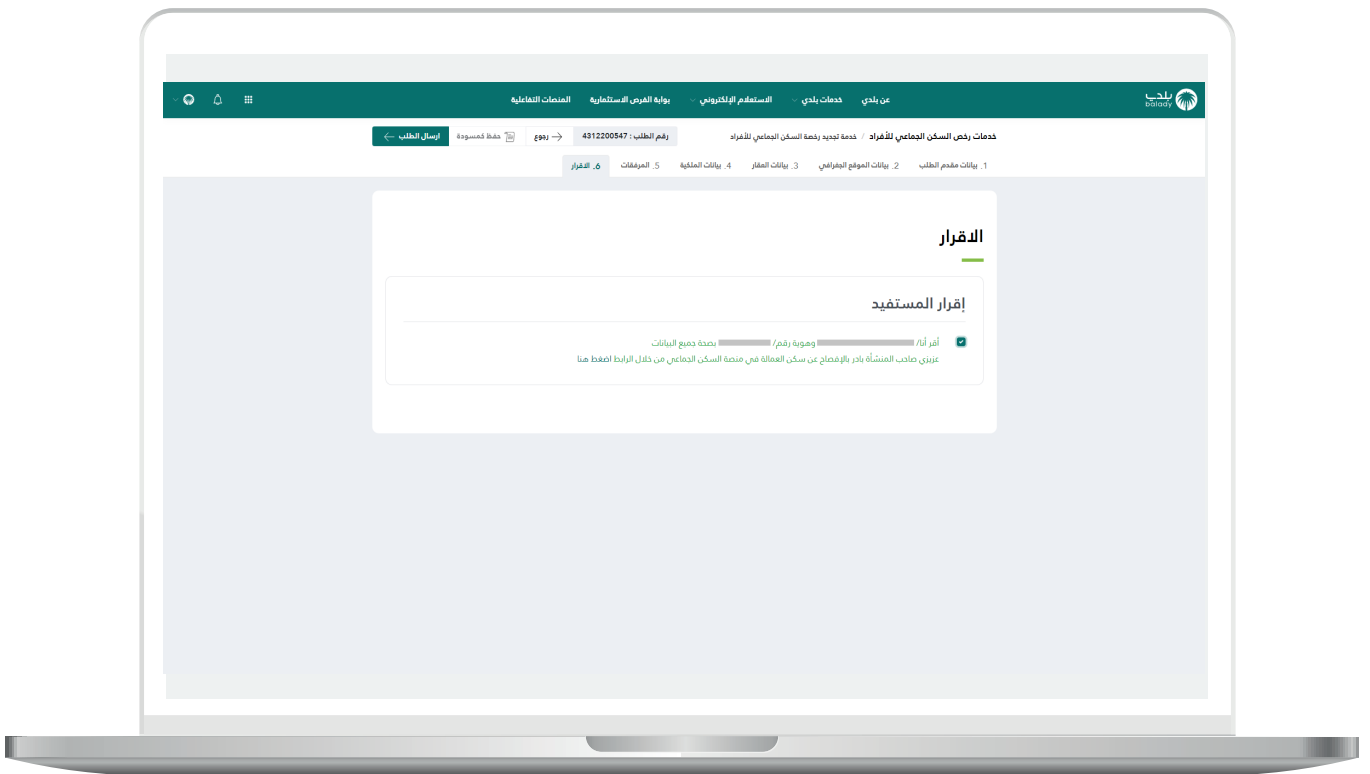 بلدي
balady
عن بلدي خدمات بلدي الاستعلام الإلكتروني بوابة الفرص الاستثمارية المنصات التفاعلية
خدمات رخص السكن الجماعي للأفراد / خدمة تجديد رخصة السكن الجماعي للأفراد رقم الطلب : 4312200547 رجوع حفظ كمسودة ارسال الطلب
1. بيانات مقدم الطلب 2. بيانات الموقع الجغرافي 3. بيانات العقار 4. بيانات الملكية 5. المرفقات 6. الاقرار
الاقرار
إقرار المستفيد
أقر أنا/ وهوية رقم/ بصحة جميع البيانات
عزيزي صاحب المنشأة بادر بالإفصاح عن سكن العمالة في منصة السكن الجماعي من خلال الرابط اضغط هنا